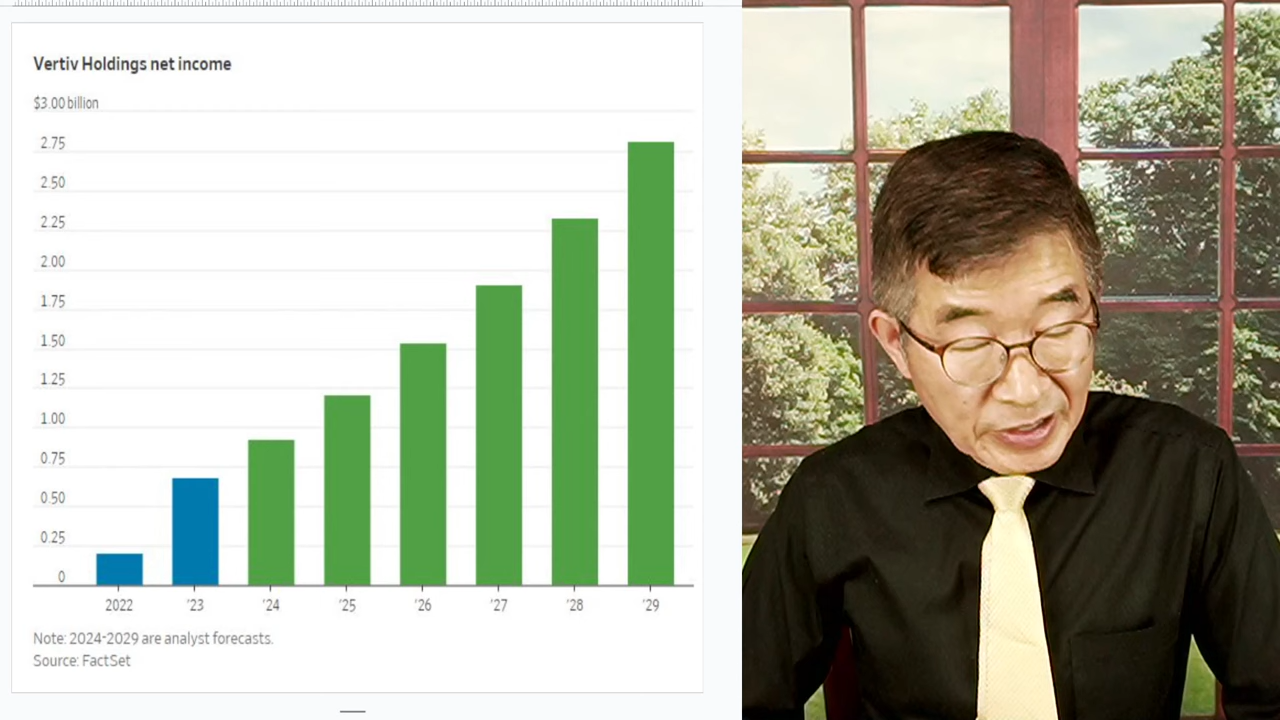 Vertiv Holdings net income
$3.00 billion
2.75
2.50
2.25
2.00
1.75
1.50
1.25
1.00
0.75
0.50
0.25
0
2022 '23 '24 '25 '26 '27 '28 '29
Note: 2024-2029 are analyst forecasts.
Source: FactSet